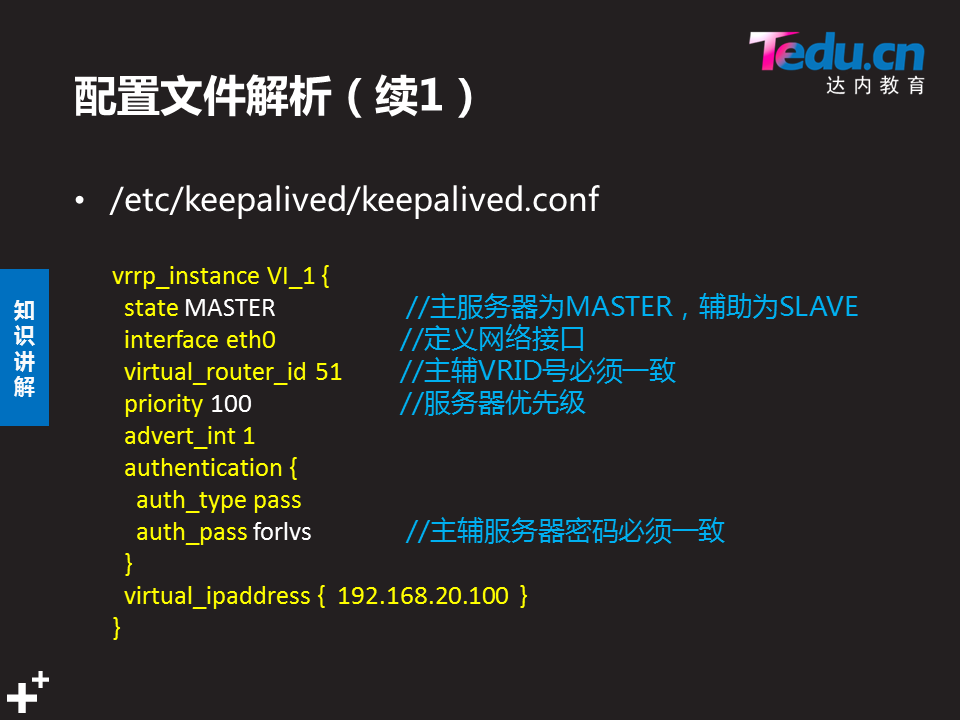 Tedu.cn
达内教育
配置文件解析（续1）
• /etc/keepalived/keepalived.conf
知识讲解
vrrp_instance VI_1 {
state MASTER //主服务器为MASTER，辅助为SLAVE
interface eth0 //定义网络接口
virtual_router_id 51 //主辅VRID号必须一致
priority 100 //服务器优先级
advert_int 1
authentication {
auth_type pass
auth_pass forlvs //主辅服务器密码必须一致
}
virtual_ipaddress { 192.168.20.100 }
}